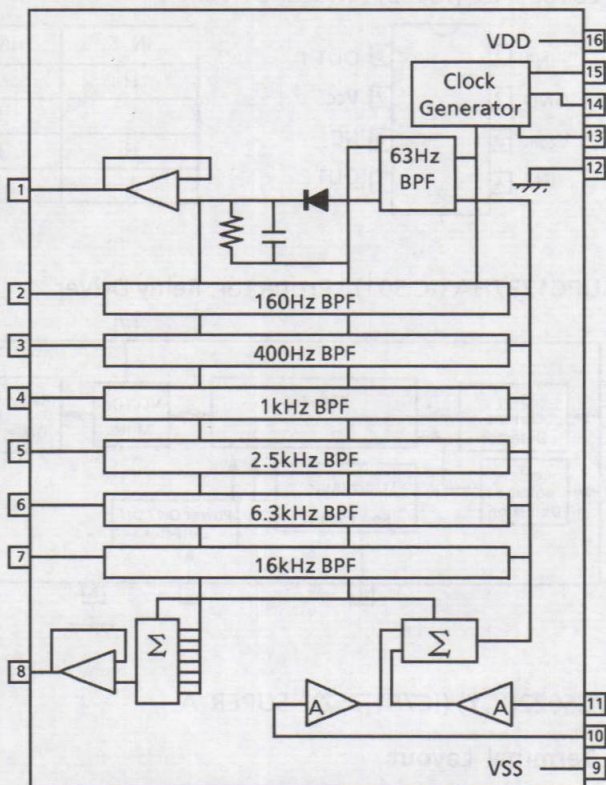 VDD
16
15
14
13
12
Clock
Generator
63Hz
BPF
1
2
160Hz BPF
3
400Hz BPF
4
1kHz BPF
5
2.5kHz BPF
6
6.3kHz BPF
7
16kHz BPF
Σ
Σ
8
A
A
11
10
VSS
9